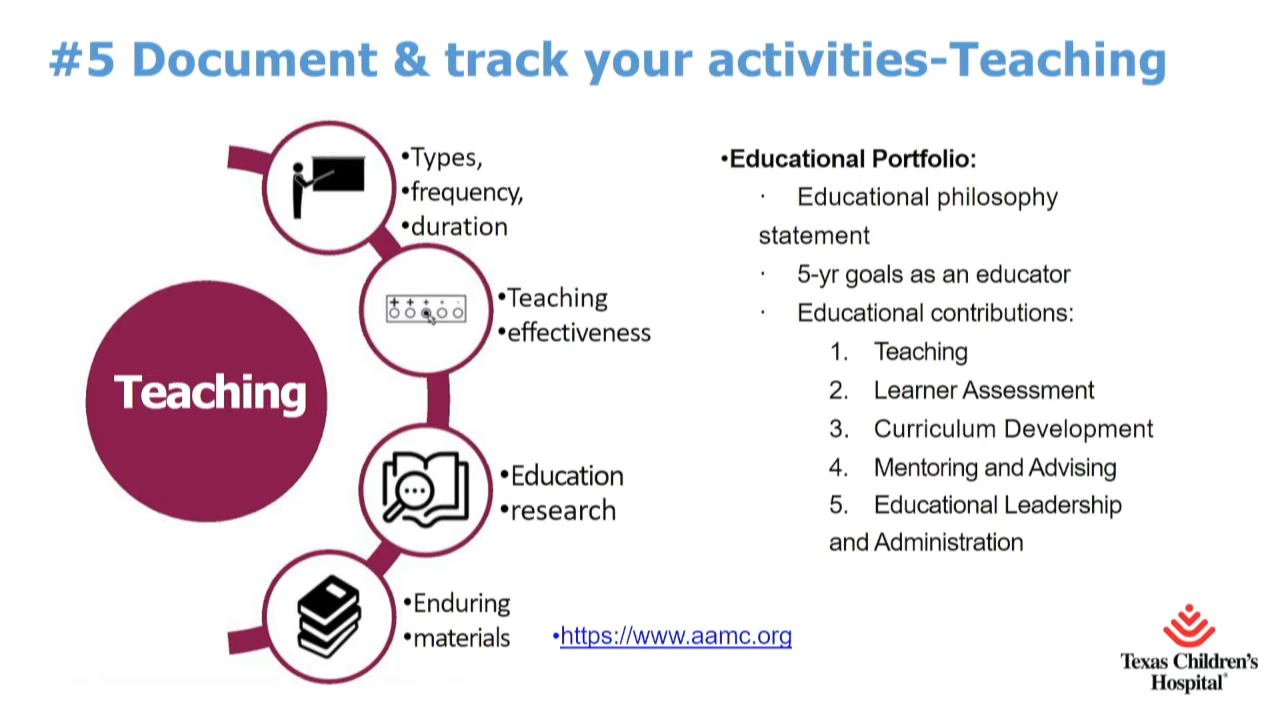 #5 Document & track your activities-Teaching
•Types,
•frequency,
•duration
•Teaching
•effectiveness
Teaching
•Education
•research
•Enduring
•materials
•https://www.aamc.org
•Educational Portfolio:
· Educational philosophy
statement
· 5-yr goals as an educator
· Educational contributions:
1. Teaching
2. Learner Assessment
3. Curriculum Development
4. Mentoring and Advising
5. Educational Leadership
and Administration
Texas Children's
Hospital®